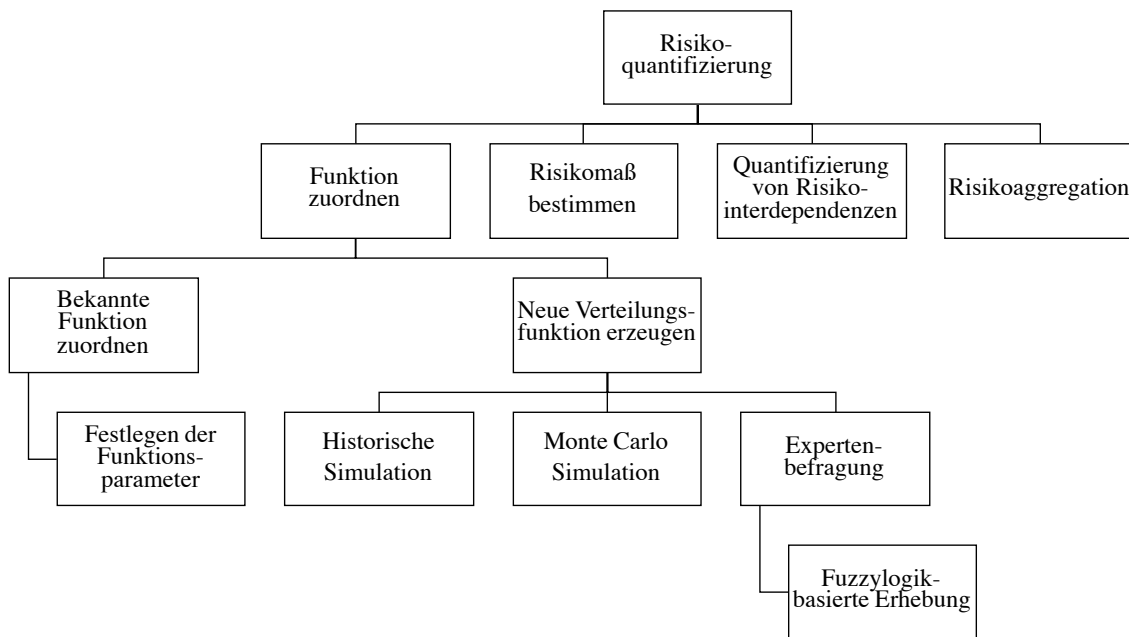 Risiko-
quantifizierung
Funktion
zuordnen
Risikomaß
bestimmen
Quantifizierung
von Risiko-
interdependenzen
Risikoaggregation
Bekannte
Funktion
zuordnen
Neue Verteilungs-
funktion erzeugen
Festlegen der
Funktions-
parameter
Historische
Simulation
Monte Carlo
Simulation
Experten-
befragung
Fuzzylogik-
basierte Erhebung